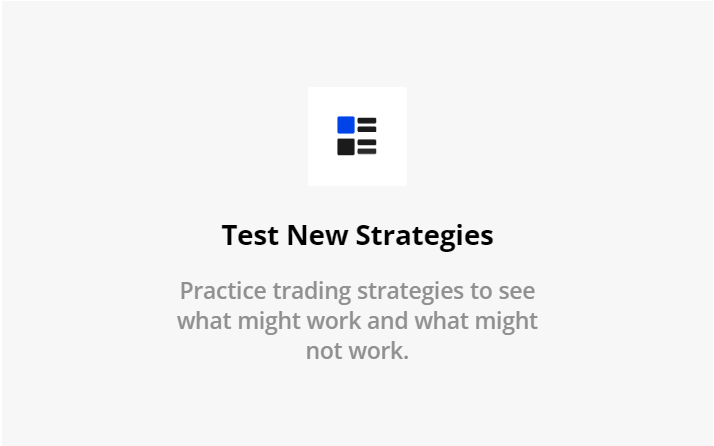 Test New Strategies
Practice trading strategies to see
what might work and what might
not work.